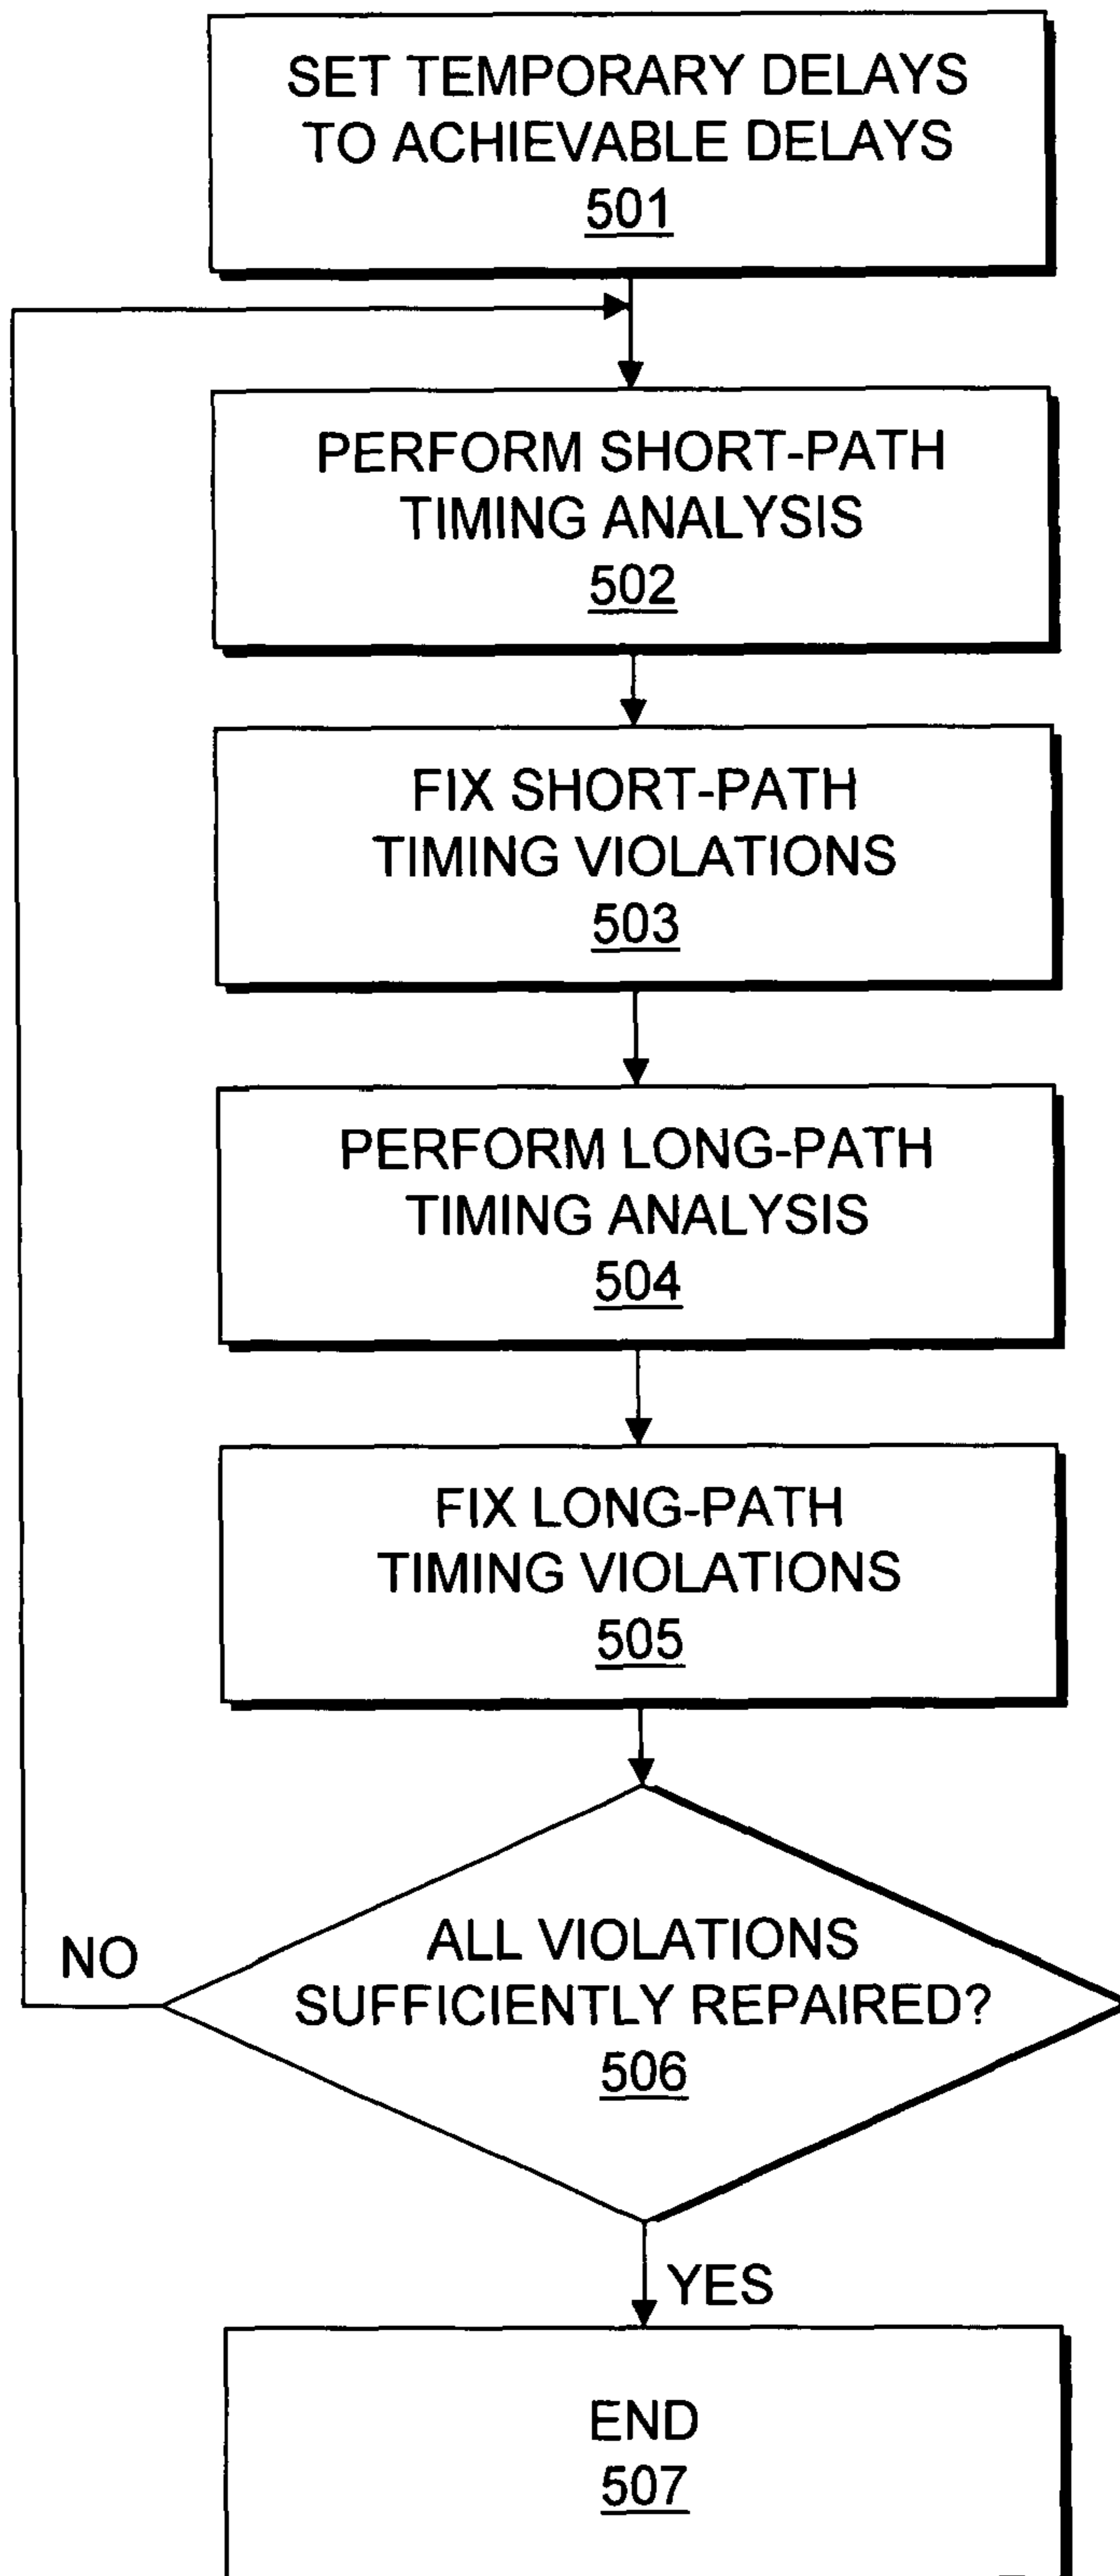 SET TEMPORARY DELAYS
TO ACHIEVABLE DELAYS
501
PERFORM SHORT-PATH
TIMING ANALYSIS
502
FIX SHORT-PATH
TIMING VIOLATIONS
503
PERFORM LONG-PATH
TIMING ANALYSIS
504
FIX LONG-PATH
TIMING VIOLATIONS
505
ALL VIOLATIONS
NO
SUFFICIENTLY REPAIRED?
506
YES
END
507